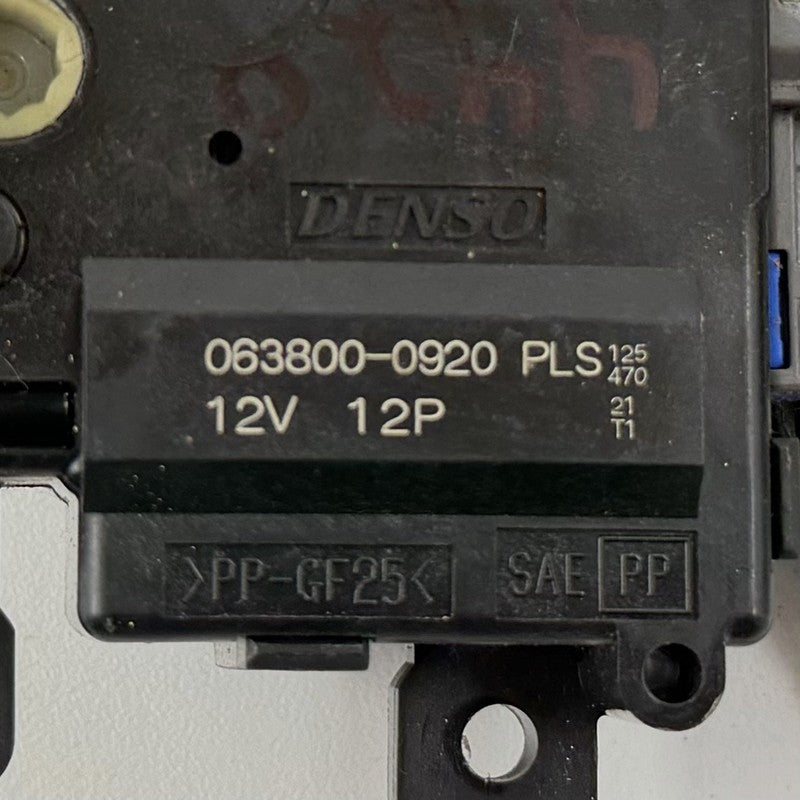 DENSO
063800-0920 PLS 125
470
12V 12P 21
T1
>PP-GF25< SAE PP